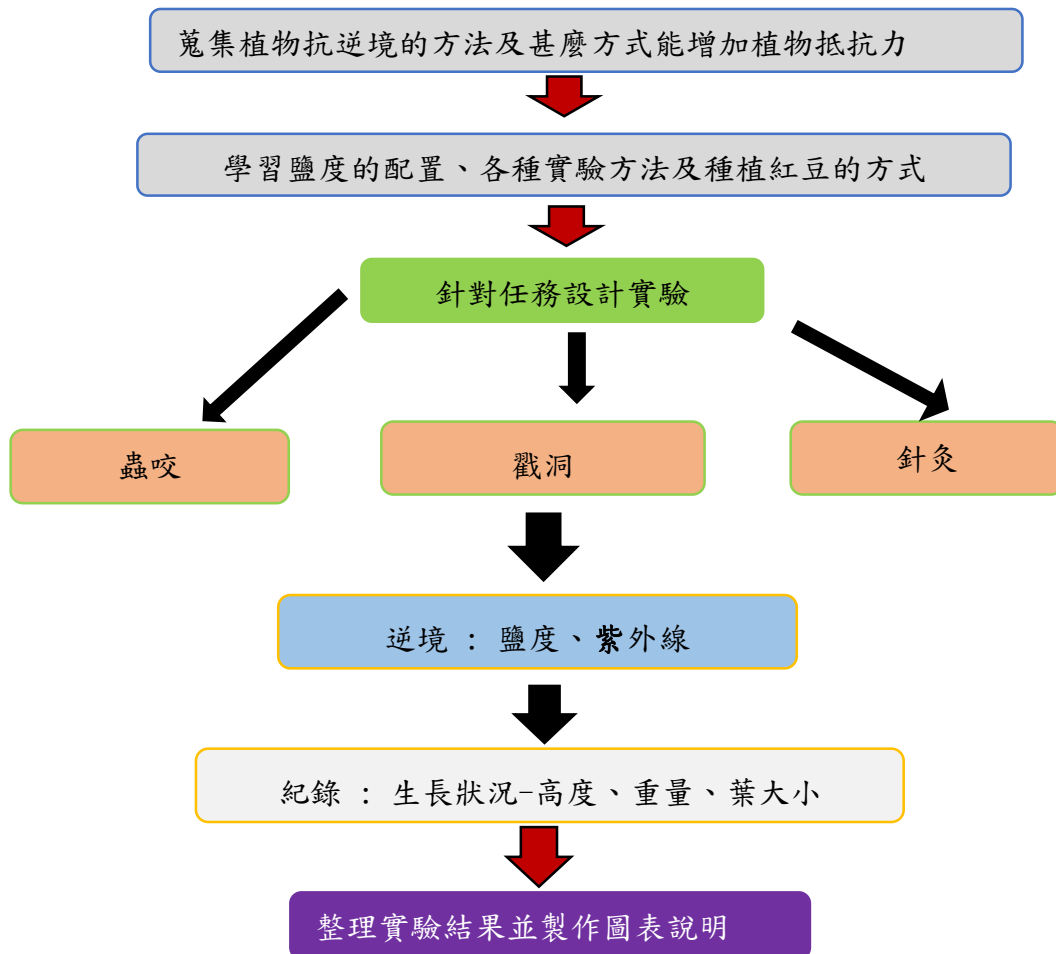 蒐集植物抗逆境的方法及甚麼方式能增加植物抵抗力
學習鹽度的配置、各種實驗方法及種植紅豆的方式
針對任務設計實驗
蟲咬
戳洞
針灸
逆境 : 鹽度、紫外線
紀錄 : 生長狀況-高度、重量、葉大小
整理實驗結果並製作圖表說明